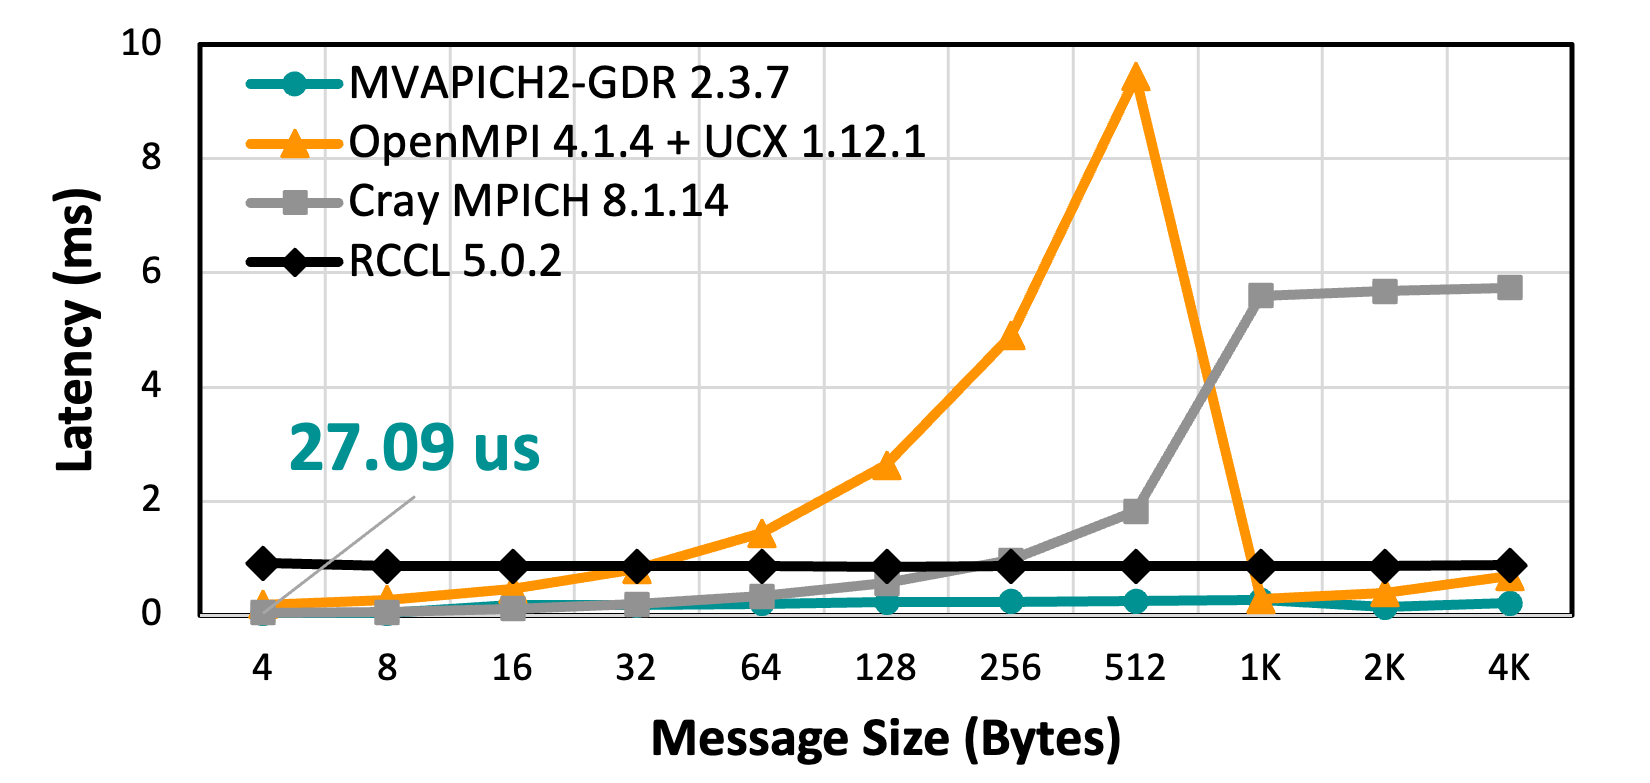 10
8
6
4
2
0
Latency (ms)
MVAPICH2-GDR 2.3.7
OpenMPI 4.1.4 + UCX 1.12.1
Cray MPICH 8.1.14
RCCL 5.0.2
27.09 us
4 8 16 32 64 128 256 512 1K 2K 4K
Message Size (Bytes)